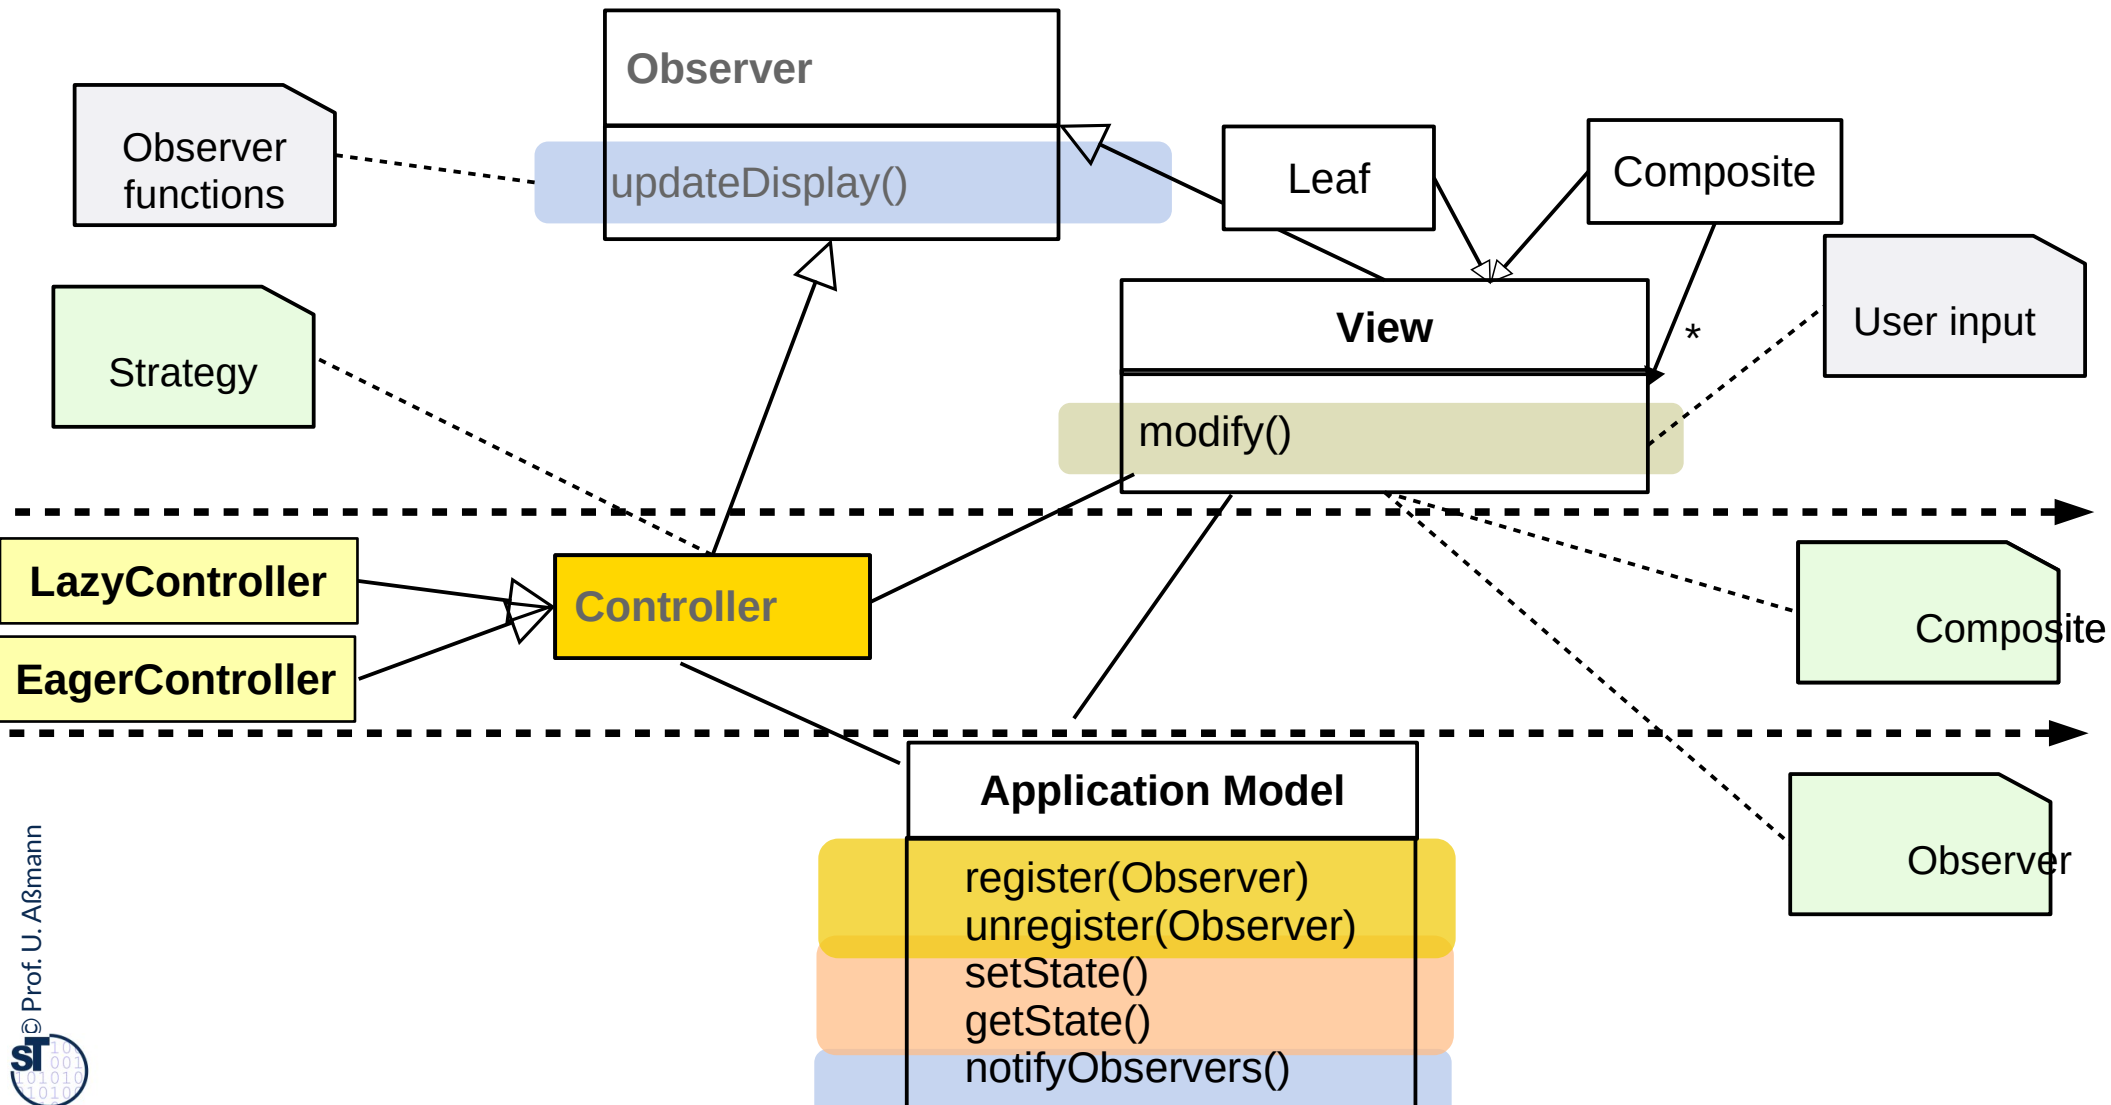 Observer
Observer
functions
updateDisplay()
Leaf
Composite
Strategy
View
*
User input
modify()
LazyController
Controller
EagerController
Composite
Application Model
register(Observer)
unregister(Observer)
setState()
getState()
notifyObservers()
Observer
© Prof. U. Aßmann
ST